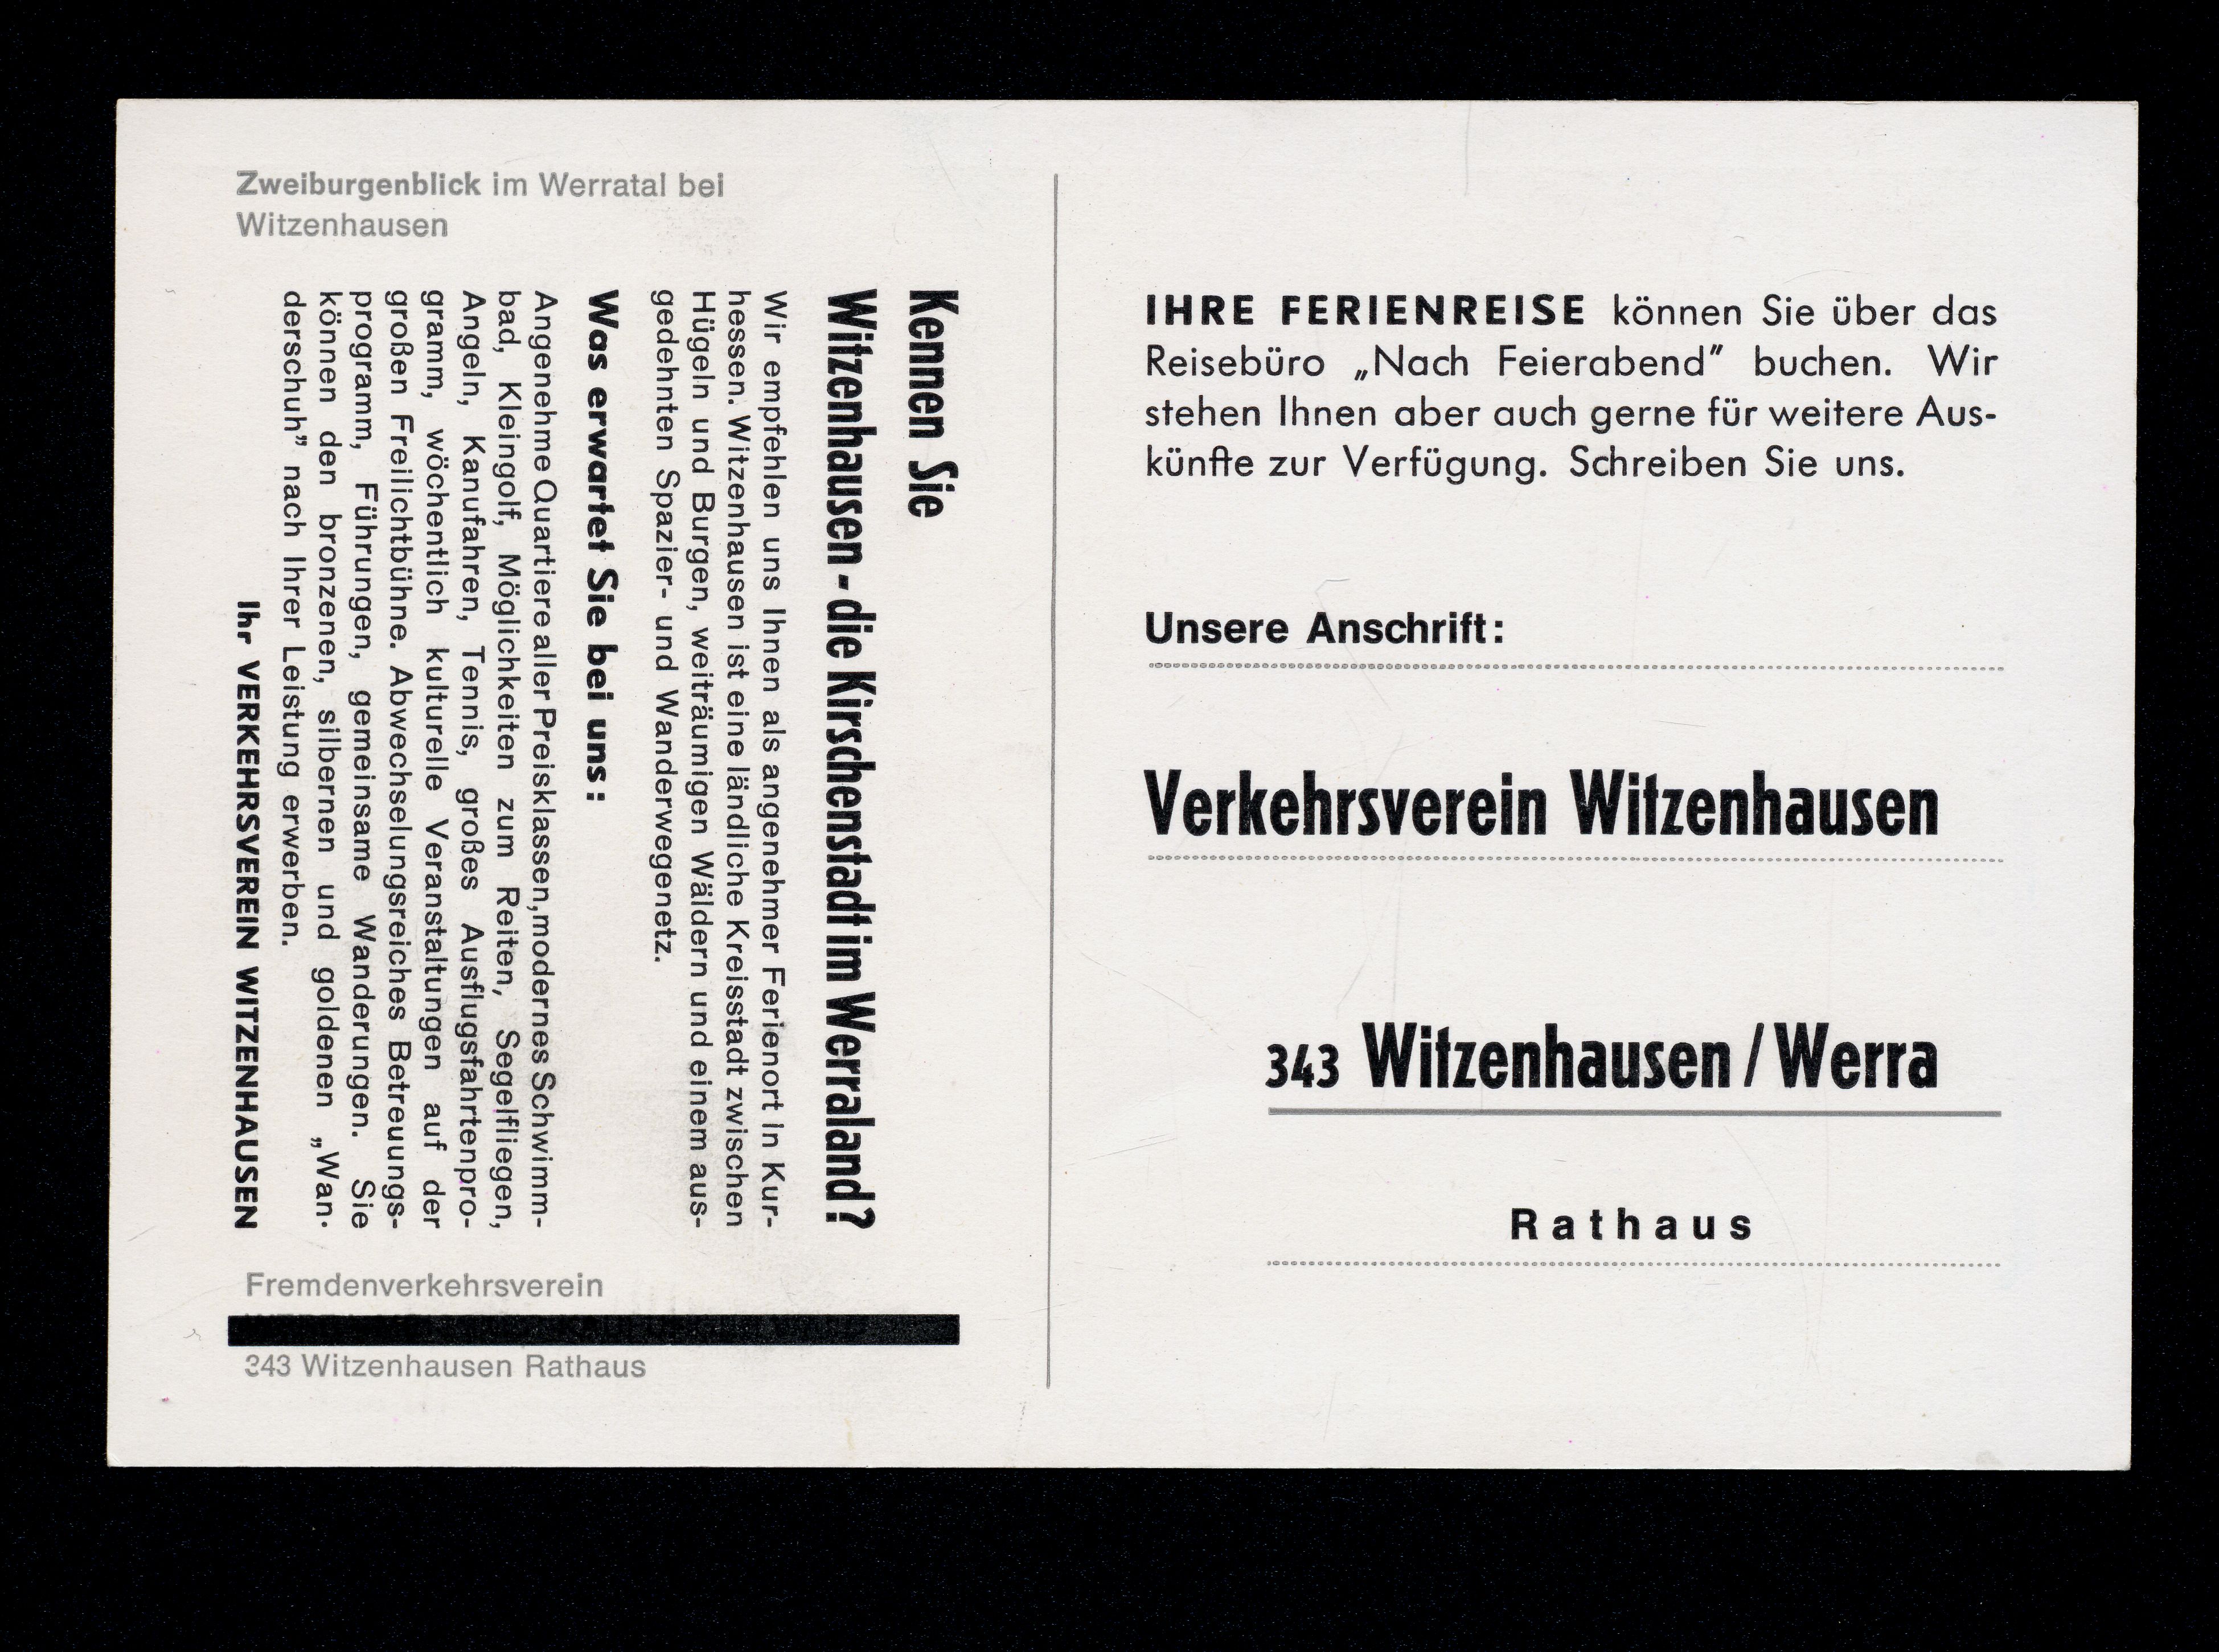 Zweiburgenblick im Werratal bei
Witzenhausen
Kennen Sie
Witzenhausen - die Kirschenstadt im Werraland?
Wir empfehlen uns Ihnen als angenehmer Ferienort in Kur-
hessen. Witzenhausen ist eine ländliche Kreisstadt zwischen
Hügeln und Burgen, weiträumigen Wäldern und einem aus-
gedehnten Spazier- und Wanderwegenetz.
Was erwartet Sie bei uns:
Angenehme Quartiere aller Preisklassen, modernes Schwimm-
bad, Kleingolf, Möglichkeiten zum Reiten, Segelfliegen,
Angeln, Kanufahren, Tennis, großes Ausflugsfahrtenpro-
gramm, wöchentlich kulturelle Veranstaltungen auf der
großen Freilichtbühne. Abwechselungsreiches Betreuungs-
programm, Führungen, gemeinsame Wanderungen. Sie
können den bronzenen, silbernen und goldenen „Wan-
derschuh” nach Ihrer Leistung erwerben.
Ihr VERKEHRSVEREIN WITZENHAUSEN
Fremdenverkehrsverein
343 Witzenhausen Rathaus
IHRE FERIENREISE können Sie über das
Reisebüro „Nach Feierabend” buchen. Wir
stehen Ihnen aber auch gerne für weitere Aus-
künfte zur Verfügung. Schreiben Sie uns.
Unsere Anschrift:
Verkehrsverein Witzenhausen
343 Witzenhausen / Werra
Rathaus